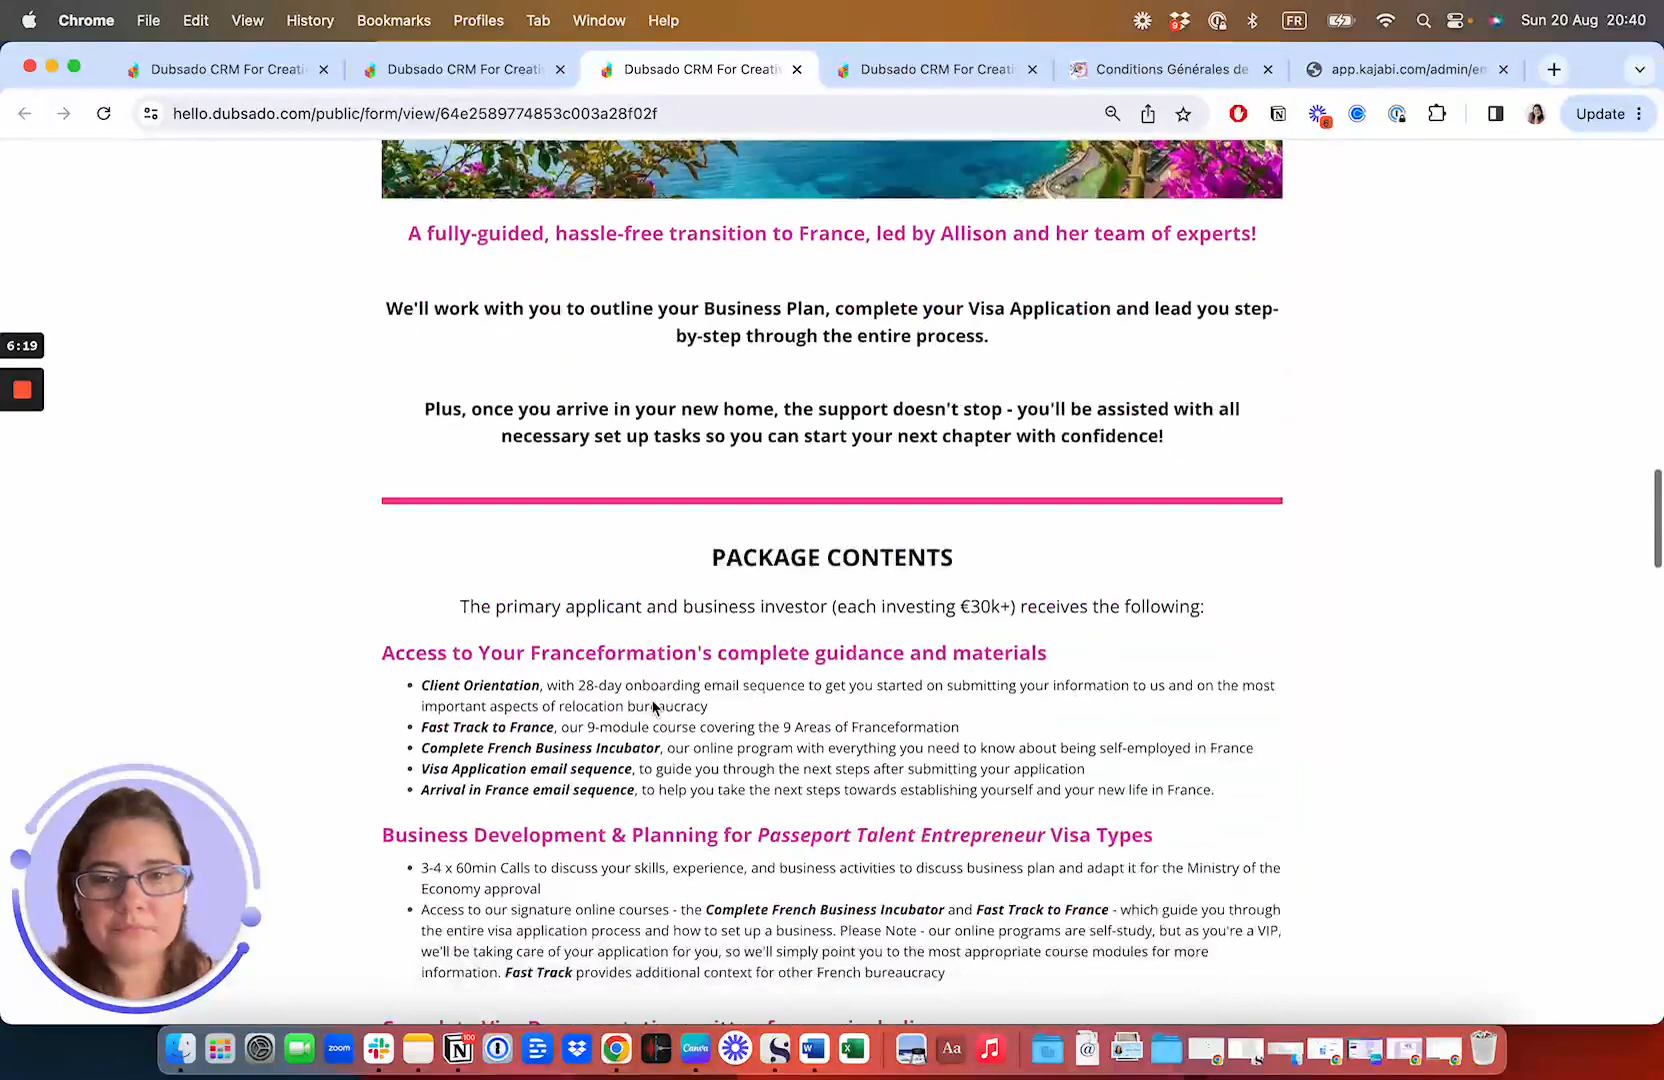 Chrome File Edit View History Bookmarks Profiles Tab Window Help
9
FR
Sun 20 Aug 20:40
Dubsado CRM For Creati
Dubsado CRM For Creativ
Dubsado CRM For Creativ
Dubsado CRM For Creati
Conditions Générales de
app.kajabi.com/admin/en
hello.dubsado.com/public/form/view/64e2589774853c003a28f02f
6
Update
A fully-guided, hassle-free transition to France, led by Allison and her team of experts!
We'll work with you to outline your Business Plan, complete your Visa Application and lead you step-
by-step through the entire process.
6:19
Plus, once you arrive in your new home, the support doesn't stop - you'll be assisted with all
necessary set up tasks so you can start your next chapter with confidence!
PACKAGE CONTENTS
The primary applicant and business investor (each investing €30k+) receives the following:
Access to Your Franceformation's complete guidance and materials
• Client Orientation, with 28-day onboarding email sequence to get you started on submitting your information to us and on the most
important aspects of relocation bureaucracy
• Fast Track to France, our 9-module course covering the 9 Areas of Franceformation
• Complete French Business Incubator, our online program with everything you need to know about being self-employed in France
• Visa Application email sequence, to guide you through the next steps after submitting your application
• Arrival in France email sequence, to help you take the next steps towards establishing yourself and your new life in France.
Business Development & Planning for Passeport Talent Entrepreneur Visa Types
• 3-4 x 60min Calls to discuss your skills, experience, and business activities to discuss business plan and adapt it for the Ministry of the
Economy approval
• Access to our signature online courses - the Complete French Business Incubator and Fast Track to France - which guide you through
the entire visa application process and how to set up a business. Please Note - our online programs are self-study, but as you're a VIP,
we'll be taking care of your application for you, so we'll simply point you to the most appropriate course modules for more
information. Fast Track provides additional context for other French bureaucracy
zoom
100
Canva
Aa